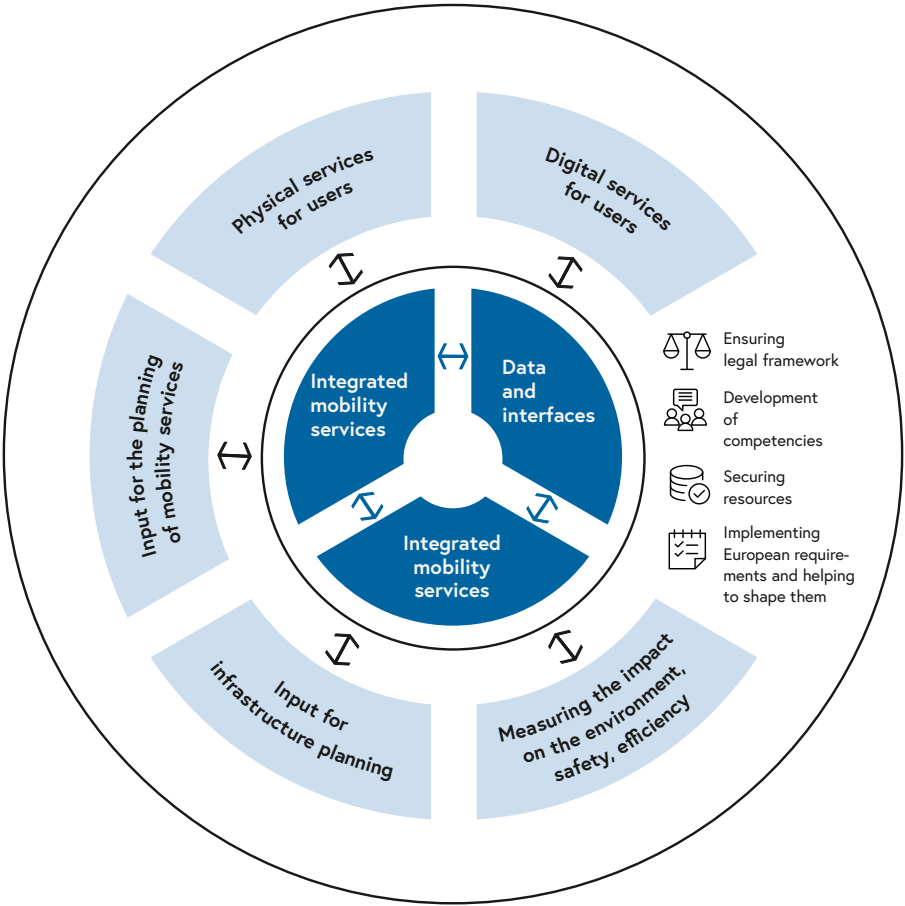 Physical services
for users
Digital services
for users
Input for the planning
of mobility services
Integrated
mobility
services
Data
and
interfaces
Integrated
mobility
services
Ensuring
legal framework
Development
of
competencies
Securing
resources
Implementing
European require-
ments and helping
to shape them
Input for
infrastructure planning
Measuring the impact
on the environment,
safety, efficiency